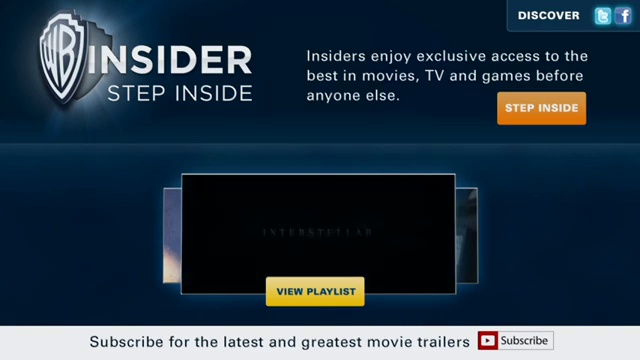 DISCOVER
WB INSIDER
STEP INSIDE
Insiders enjoy exclusive access to the
best in movies, TV and games before
anyone else.
STEP INSIDE
INTERSTELLAR
VIEW PLAYLIST
Subscribe for the latest and greatest movie trailers
Subscribe